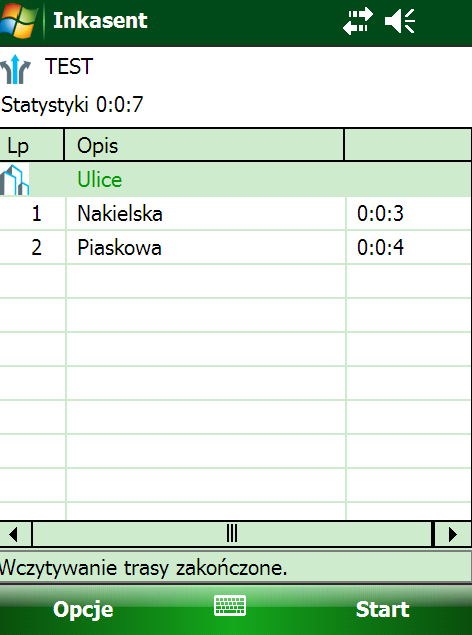 Inkasent
TEST
Statystyki 0:0:7
Lp Opis
Ulice
1 Nakielska 0:0:3
2 Piaskowa 0:0:4
Wczytywanie trasy zakończone.
Opcje Start